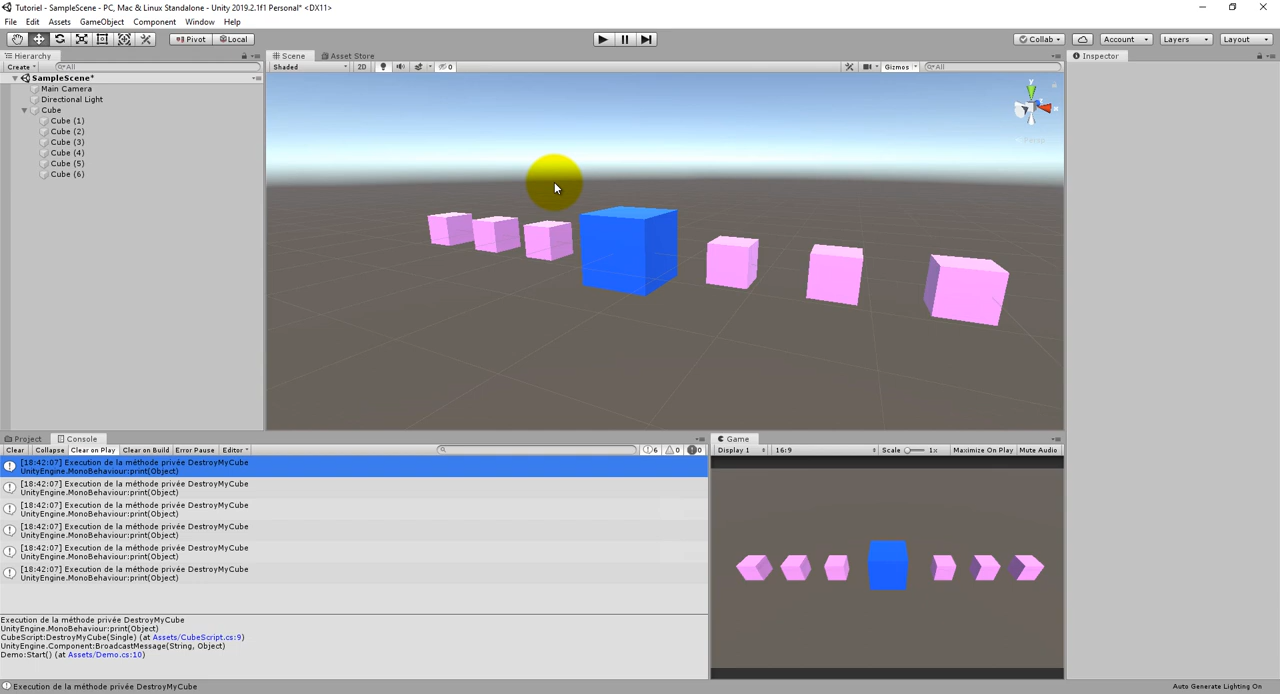 Tutoriel - SampleScene - PC, Mac & Linux Standalone - Unity 2019.2.1f1 Personal* <DX11>
File Edit Assets GameObject Component Window Help
Pivot Local Collab Account Layers Layout
Hierarchy Scene Asset Store Inspector
Create All Shaded 2D 0 Gizmos All
SampleScene*
Main Camera
Directional Light
Cube
Cube (1)
Cube (2)
Cube (3)
Cube (4)
Cube (5)
Cube (6)
y
Persp
Project Console Game
Clear Collapse Clear on Play Clear on Build Error Pause Editor 6 0 0 Display 1 16:9 Scale 1x Maximize On Play Mute Audio
[18:42:07] Execution de la méthode privée DestroyMyCube
UnityEngine.MonoBehaviour:print(Object)
[18:42:07] Execution de la méthode privée DestroyMyCube
UnityEngine.MonoBehaviour:print(Object)
[18:42:07] Execution de la méthode privée DestroyMyCube
UnityEngine.MonoBehaviour:print(Object)
[18:42:07] Execution de la méthode privée DestroyMyCube
UnityEngine.MonoBehaviour:print(Object)
[18:42:07] Execution de la méthode privée DestroyMyCube
UnityEngine.MonoBehaviour:print(Object)
[18:42:07] Execution de la méthode privée DestroyMyCube
UnityEngine.MonoBehaviour:print(Object)
Execution de la méthode privée DestroyMyCube
UnityEngine.MonoBehaviour:print(Object)
CubeScript:DestroyMyCube(Single) (at Assets/CubeScript.cs:9)
UnityEngine.Component:BroadcastMessage(String, Object)
Demo:Start() (at Assets/Demo.cs:10)
Execution de la méthode privée DestroyMyCube
Auto Generate Lighting On